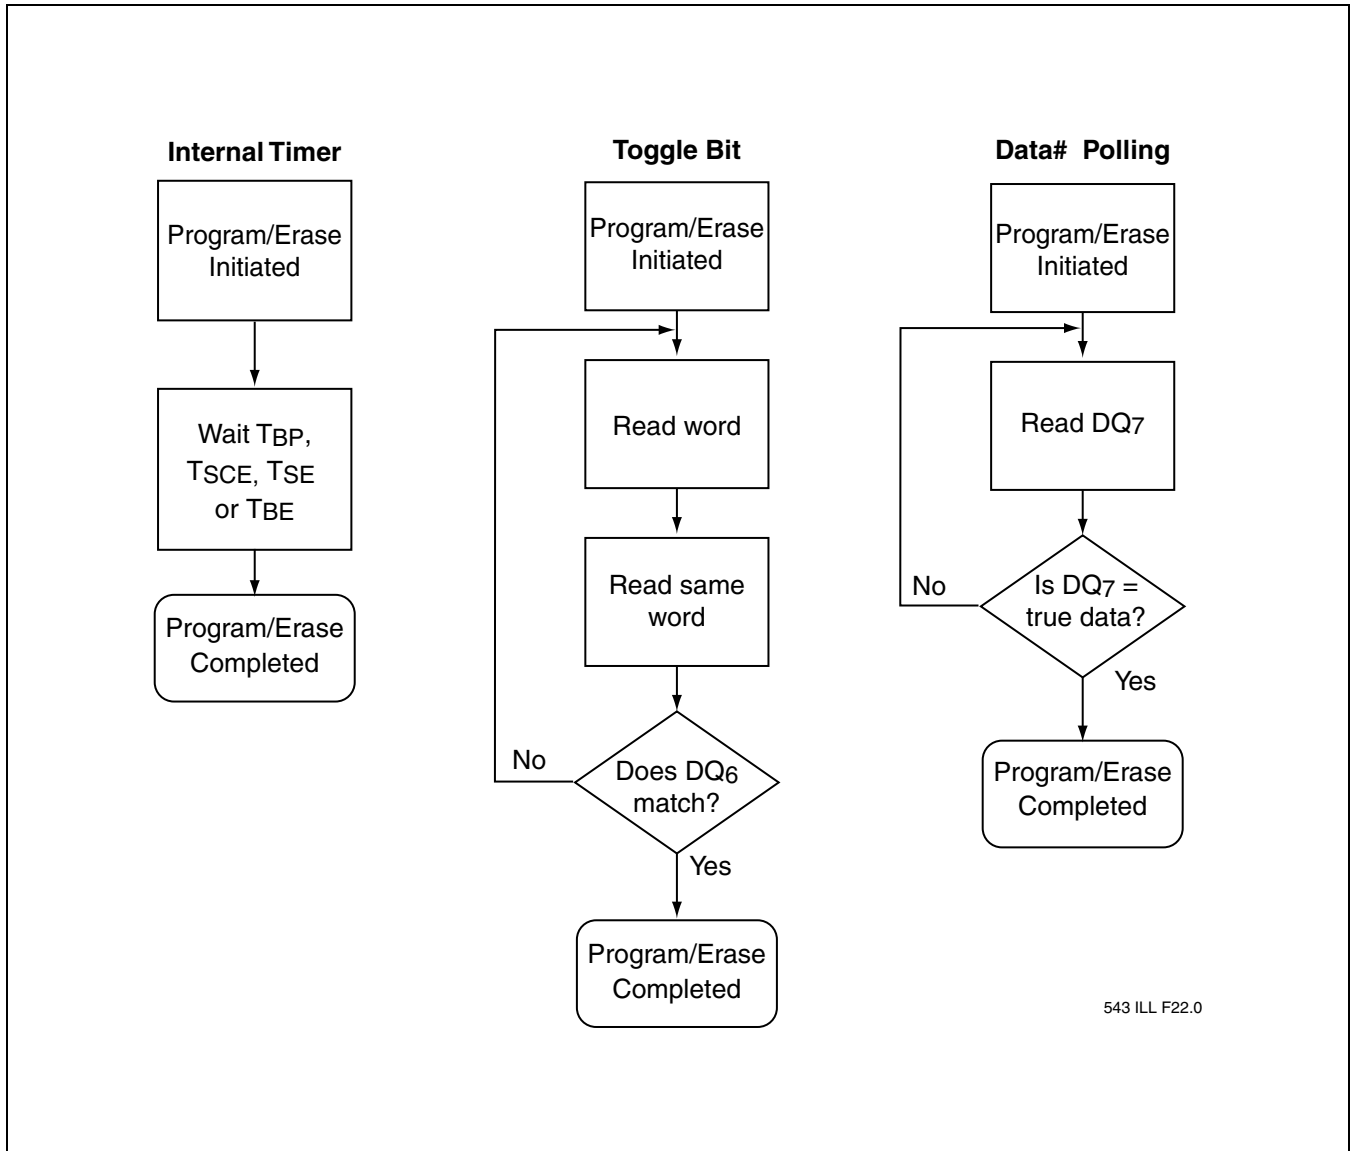 Internal Timer
Program/Erase
Initiated
Wait TBP,
TSCE, TSE
or TBE
Program/Erase
Completed
Toggle Bit
Program/Erase
Initiated
Read word
Read same
word
Does DQ6
match?
No
Yes
Program/Erase
Completed
Data# Polling
Program/Erase
Initiated
Read DQ7
Is DQ7 =
true data?
No
Yes
Program/Erase
Completed
543 ILL F22.0